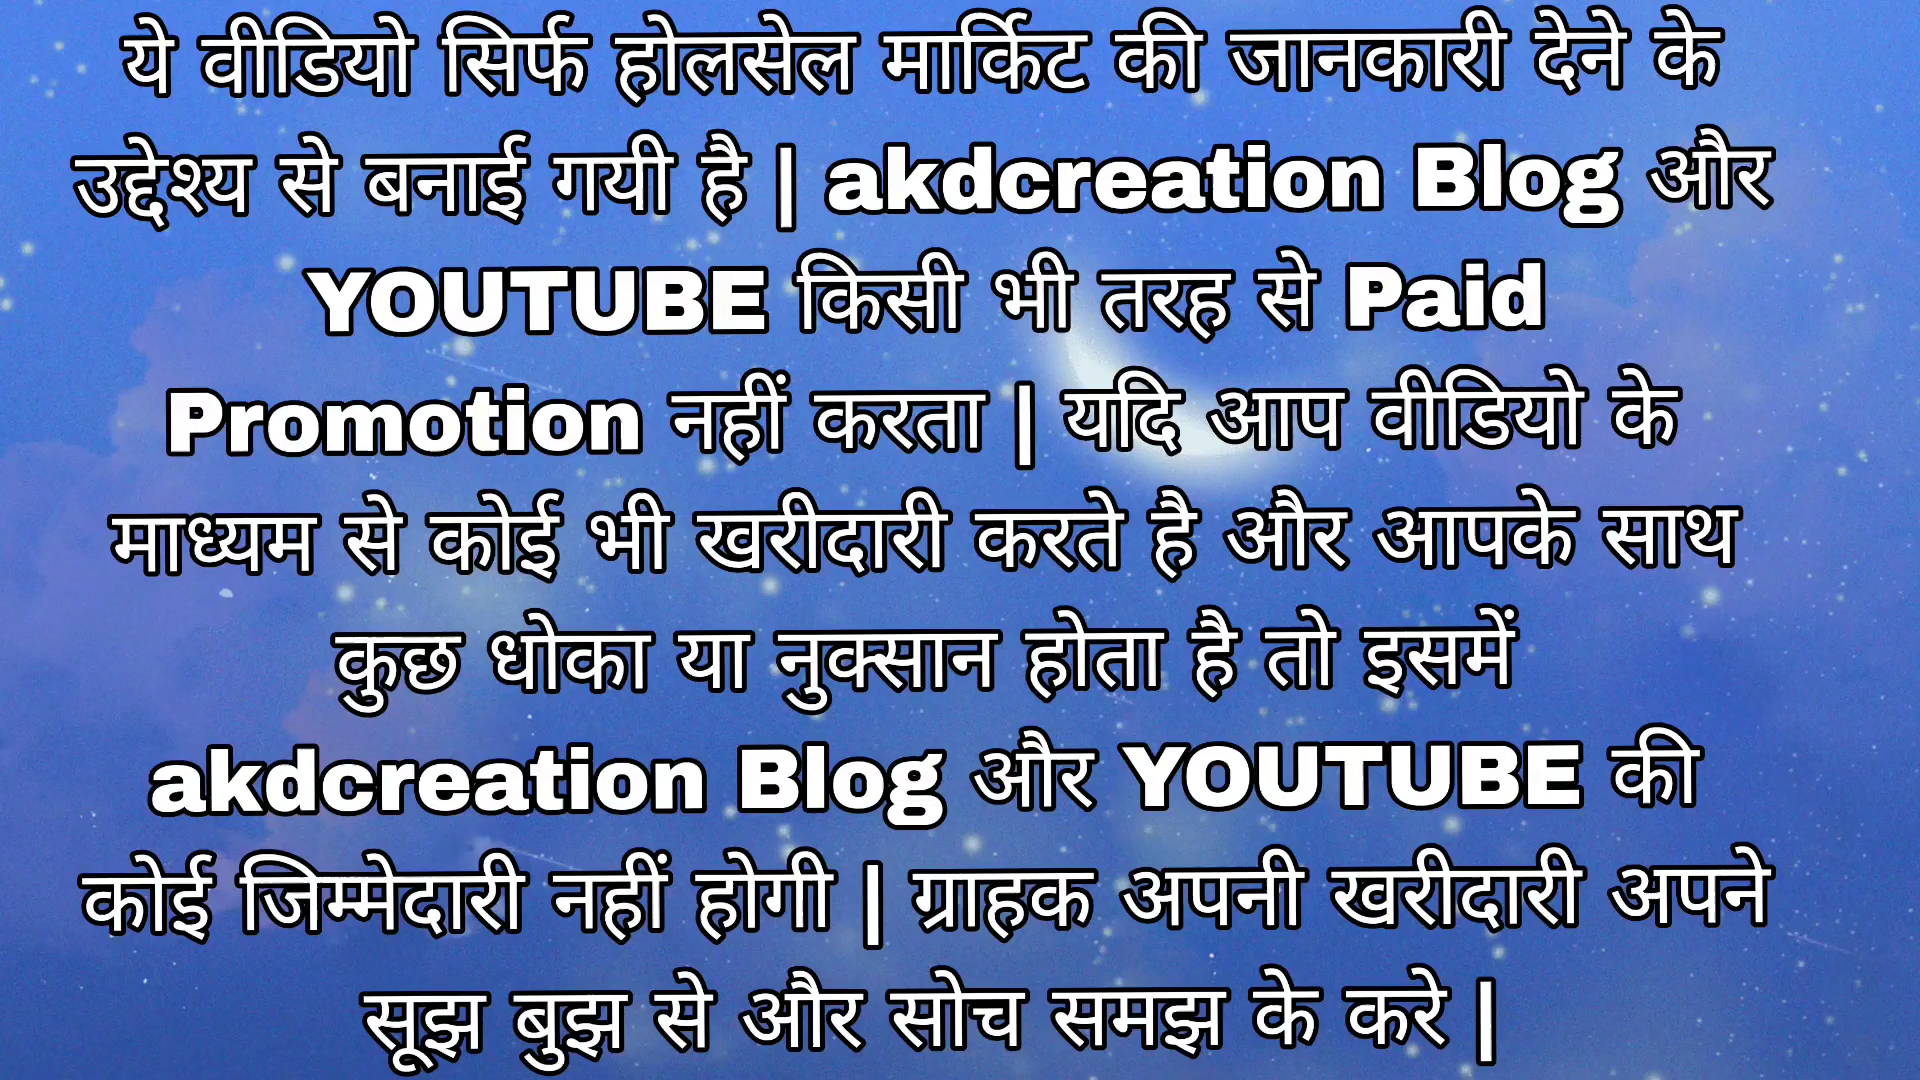 ये वीडियो सिर्फ होलसेल मार्किट की जानकारी देने के
उद्देश्य से बनाई गयी है | akdcreation Blog और
YOUTUBE किसी भी तरह से Paid
Promotion नहीं करता | यदि आप वीडियो के
माध्यम से कोई भी खरीदारी करते है और आपके साथ
कुछ धोका या नुक्सान होता है तो इसमें
akdcreation Blog और YOUTUBE की
कोई जिम्मेदारी नहीं होगी | ग्राहक अपनी खरीदारी अपने
सूझ बुझ से और सोच समझ के करे |